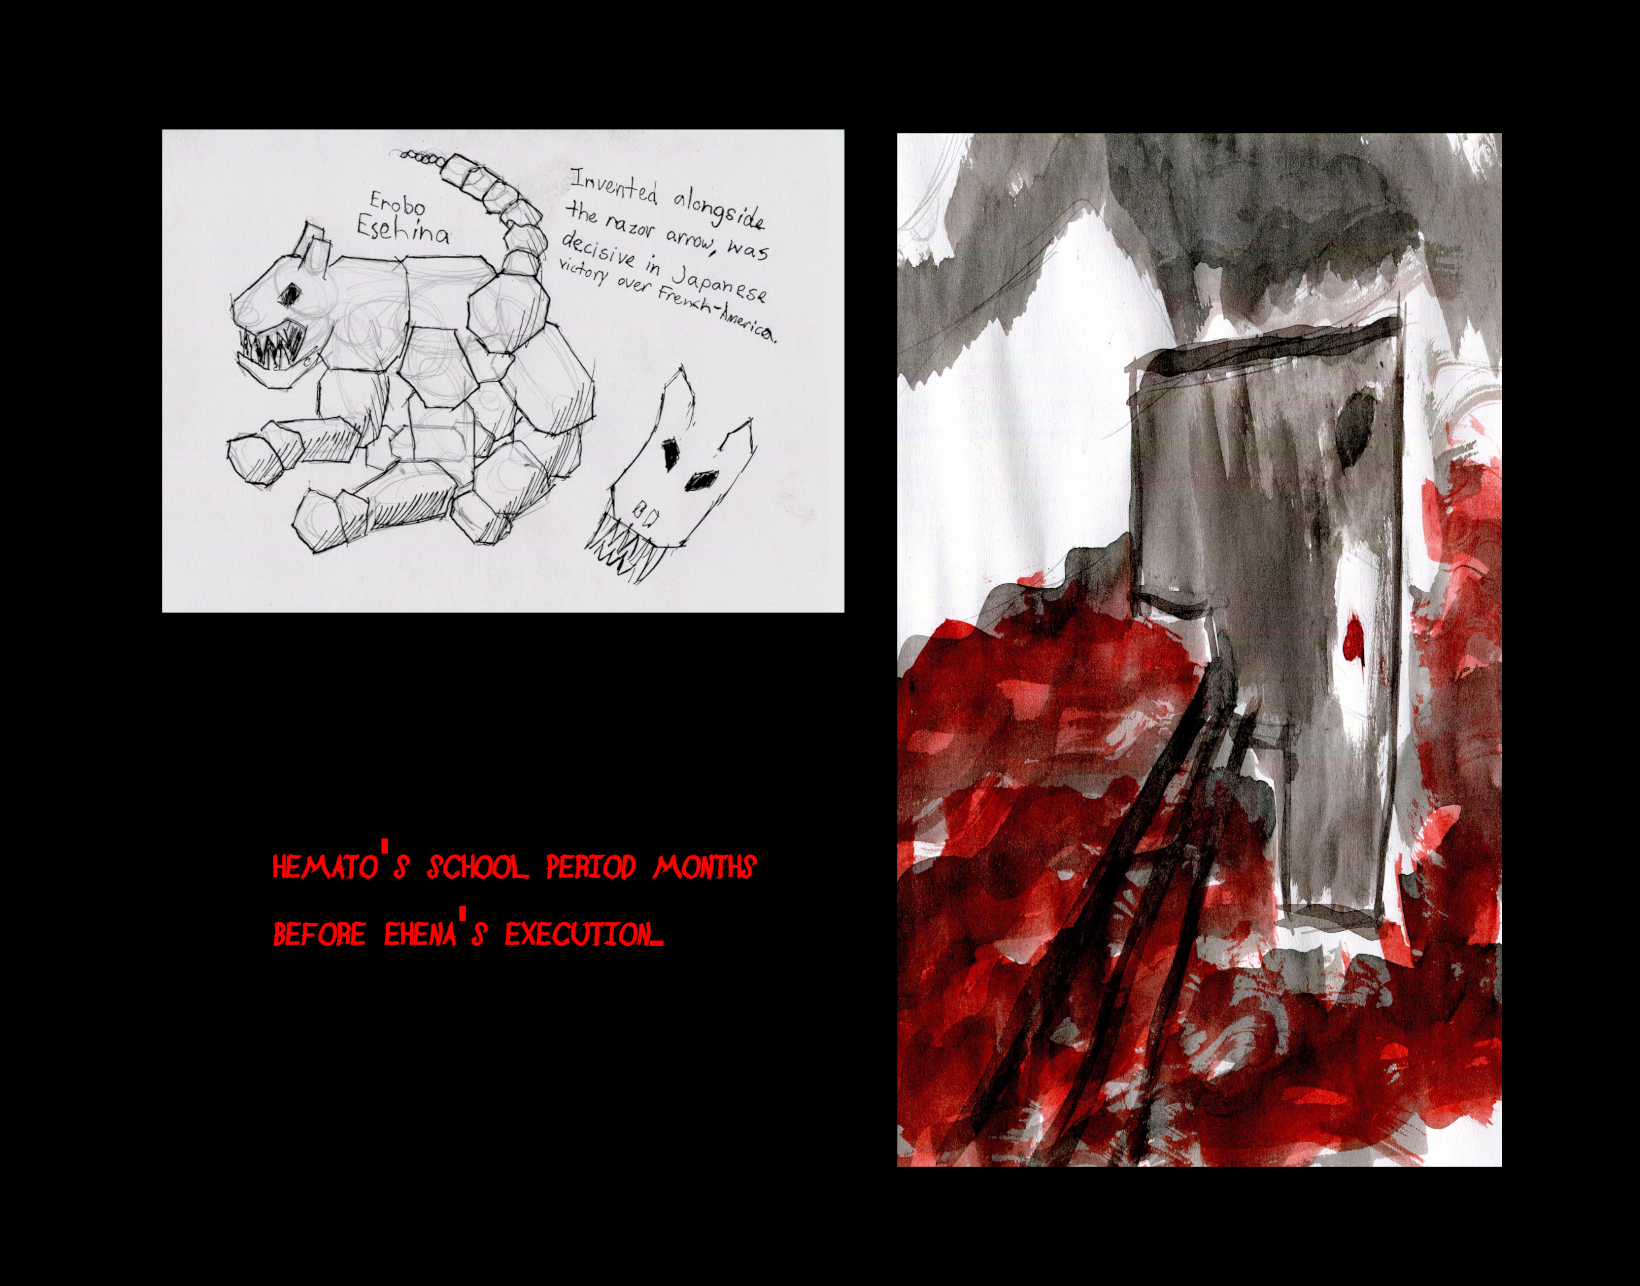 Erobo
Esehina
Invented alongside
the razor arrow, was
decisive in Japanese
victory over French-America.
HEMATO'S SCHOOL PERIOD MONTHS
BEFORE EHENA'S EXECUTION…